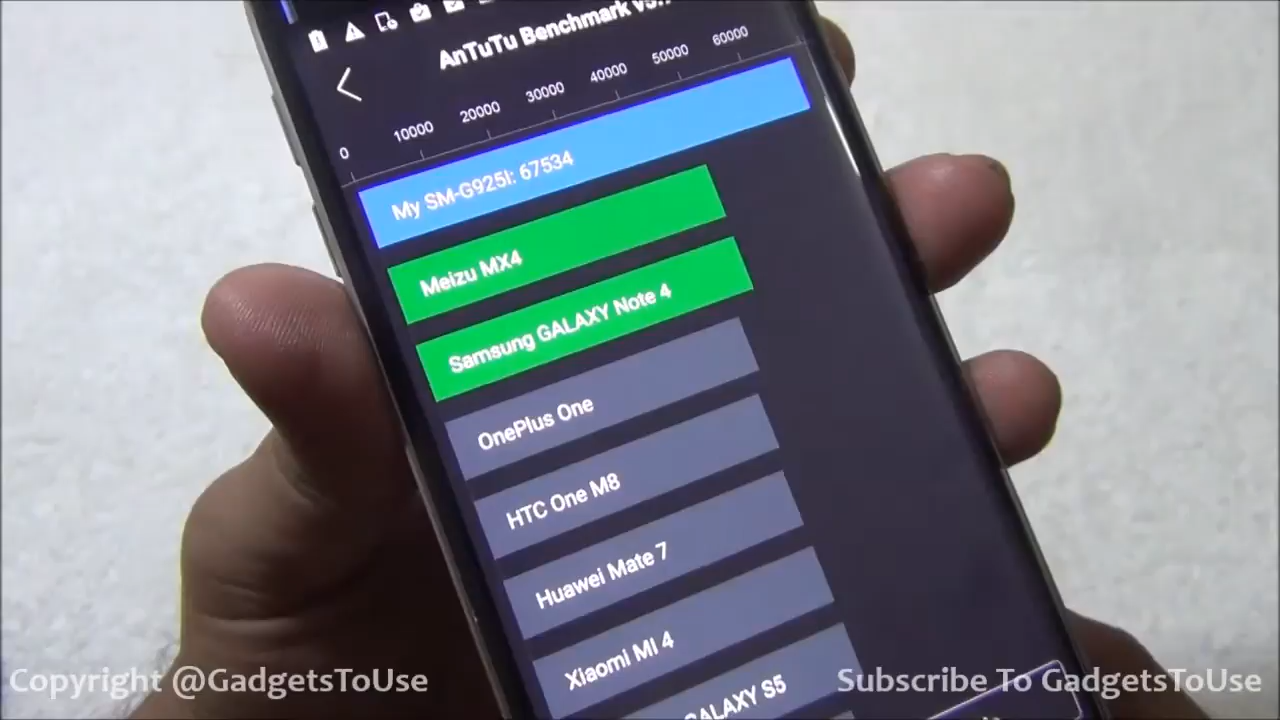 AnTuTu Benchmark
0 10000 20000 30000 40000 50000 60000
My SM-G925I: 67534
Meizu MX4
Samsung GALAXY Note 4
OnePlus One
HTC One M8
Huawei Mate 7
Xiaomi MI 4
GALAXY S5
Copyright @GadgetsToUse
Subscribe To GadgetsToUse